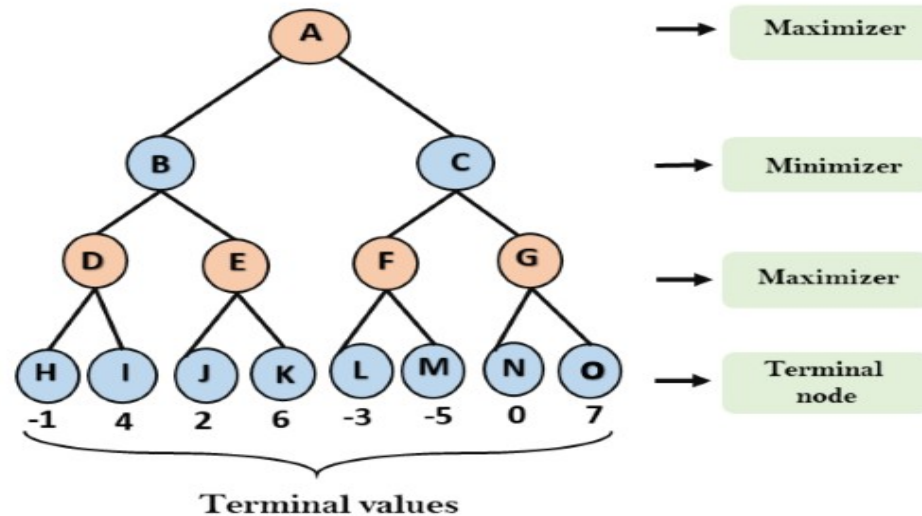 A
Maximizer
B
C
Minimizer
D
E
F
G
Maximizer
H
I
J
K
L
M
N
O
Terminal
node
-1
4
2
6
-3
-5
0
7
Terminal values